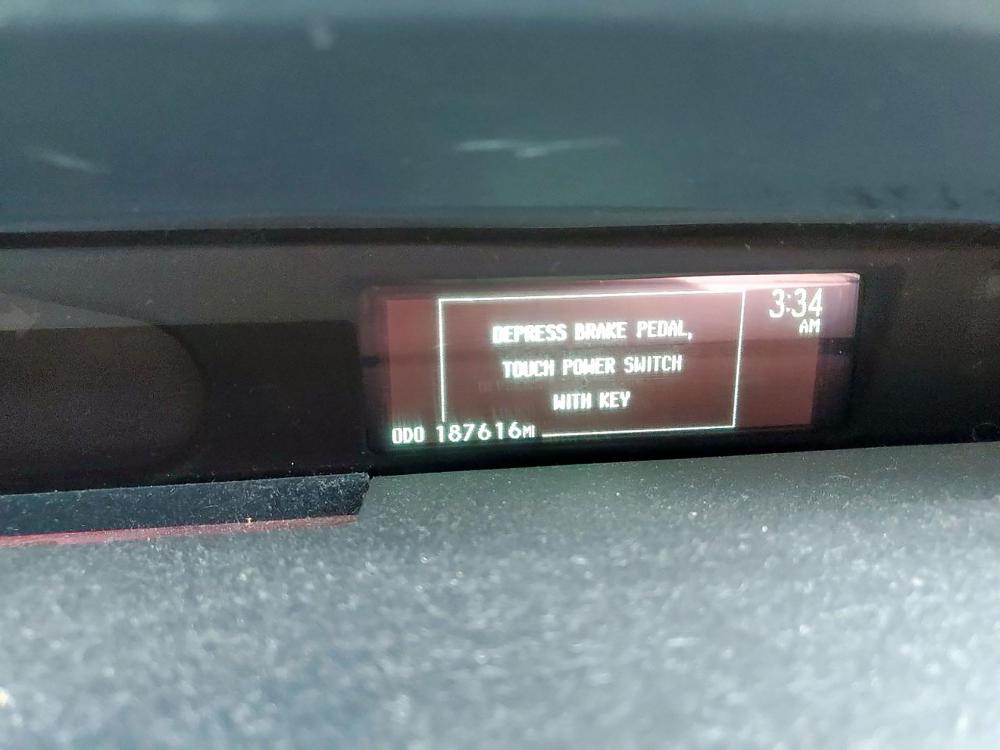 3:34
AM
DEPRESS BRAKE PEDAL,
TOUCH POWER SWITCH
WITH KEY
ODO 187616MI